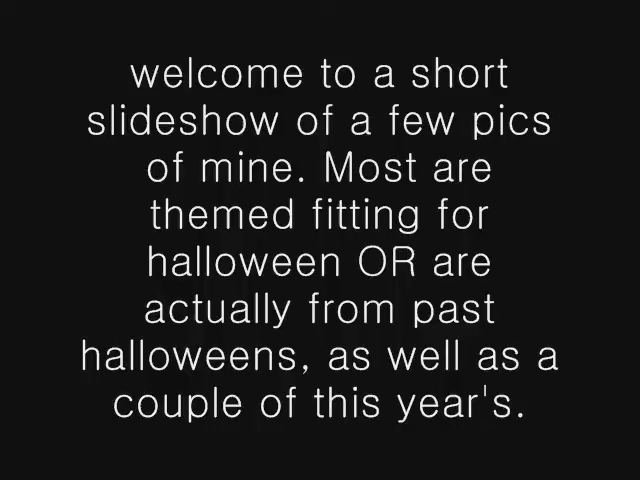 welcome to a short
slideshow of a few pics
of mine. Most are
themed fitting for
halloween OR are
actually from past
halloweens, as well as a
couple of this year's.